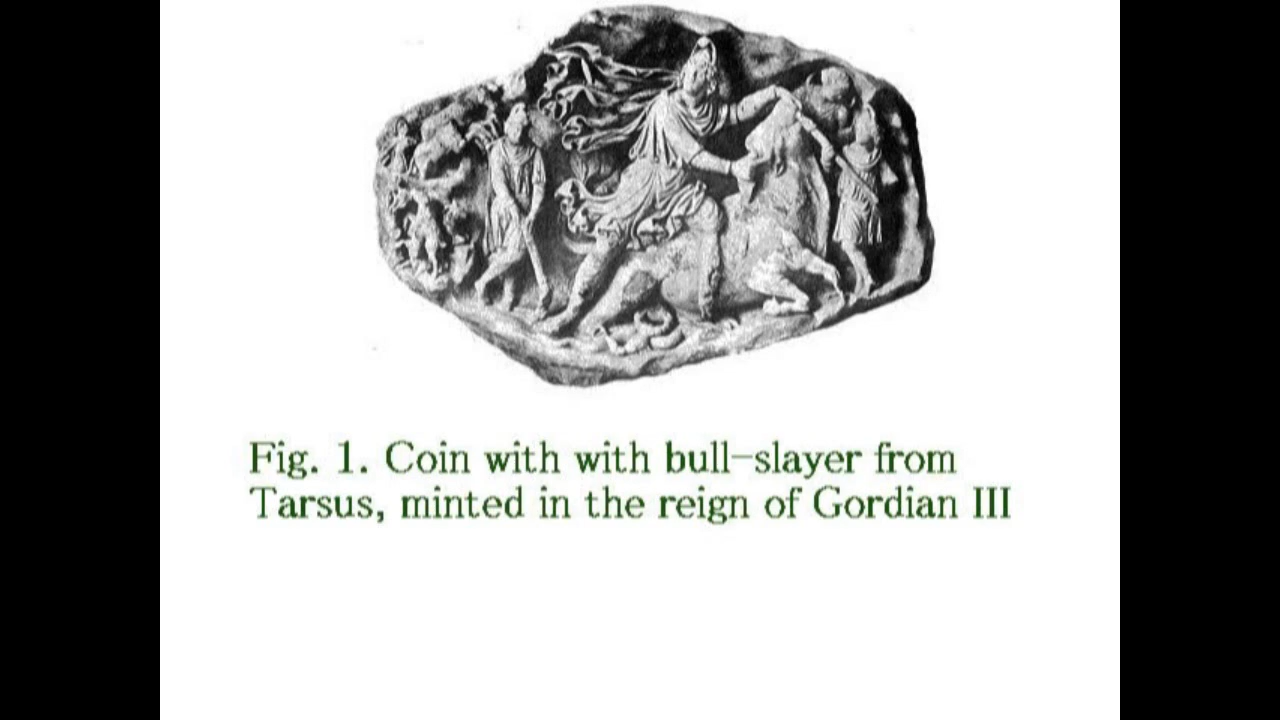 Fig. 1. Coin with with bull-slayer from
Tarsus, minted in the reign of Gordian III